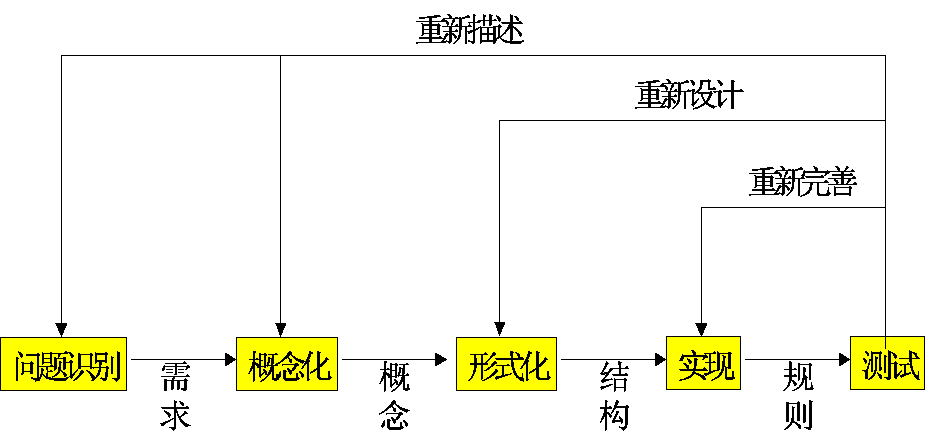 重新描述
重新设计
重新完善
问题识别
需求
概念化
概念
形式化
结构
实现
规则
测试